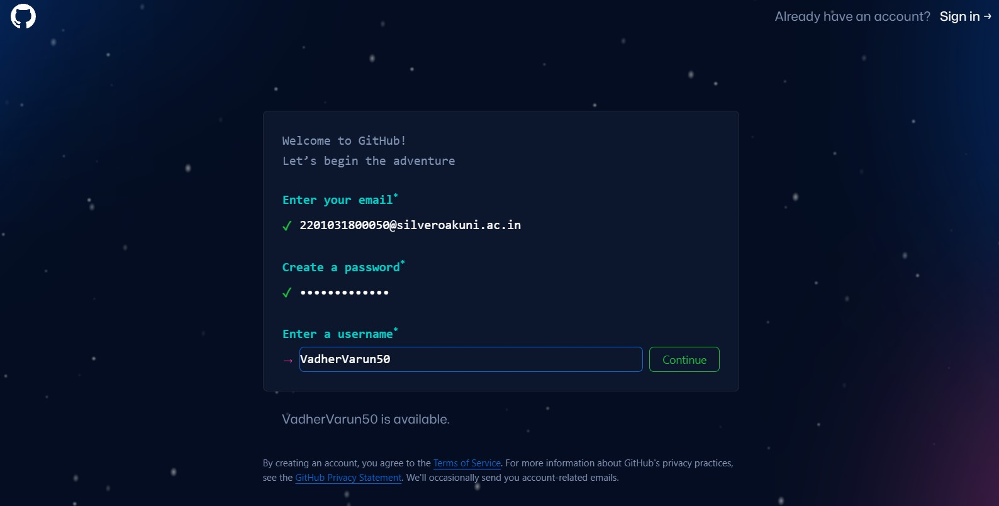 Already have an account? Sign in →
Welcome to GitHub!
Let’s begin the adventure
Enter your email*
✓ 2201031800050@silveroakuni.ac.in
Create a password*
✓ •••••••••••••
Enter a username*
→ VadherVarun50 Continue
VadherVarun50 is available.
By creating an account, you agree to the Terms of Service. For more information about GitHub's privacy practices,
see the GitHub Privacy Statement. We'll occasionally send you account-related emails.